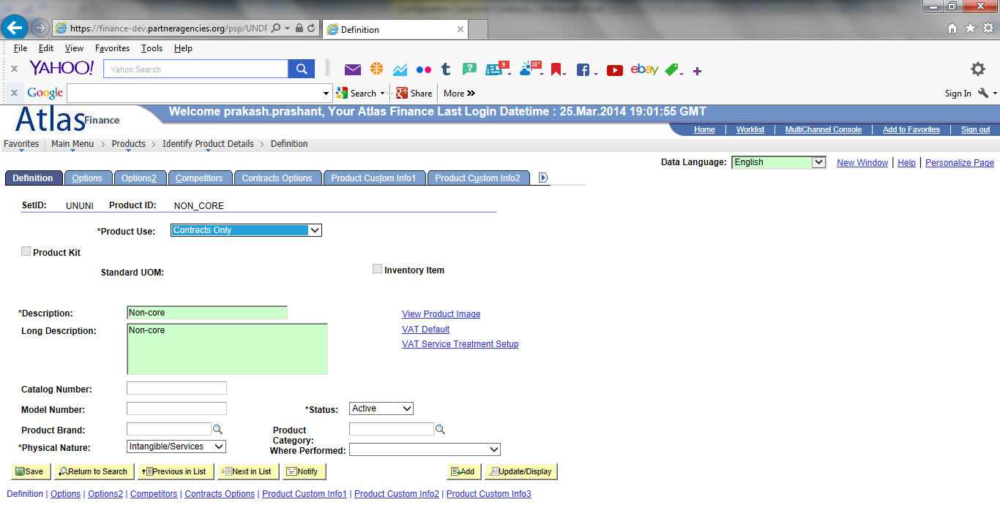 https://finance-dev.partneragencies.org/psp/UNDP
Definition
File Edit View Favorites Tools Help
YAHOO! Yahoo Search
9
38°
f
t
?
ebay
Google
Search Share More »
Sign In
Atlas Finance
Welcome prakash.prashant, Your Atlas Finance Last Login Datetime : 25.Mar.2014 19:01:55 GMT
Home Worklist MultiChannel Console Add to Favorites Sign out
Favorites Main Menu > Products > Identify Product Details > Definition
Data Language: English New Window | Help | Personalize Page
Definition Options Options2 Competitors Contracts Options Product Custom Info1 Product Custom Info2
SetID: UNUNI Product ID: NON_CORE
*Product Use: Contracts Only
Product Kit
Standard UOM: Inventory Item
*Description: Non-core View Product Image
Long Description: Non-core VAT Default
VAT Service Treatment Setup
Catalog Number:
Model Number: *Status: Active
Product Brand: Product Category:
*Physical Nature: Intangible/Services Where Performed:
Save Return to Search Previous in List Next in List Notify Add Update/Display
Definition | Options | Options2 | Competitors | Contracts Options | Product Custom Info1 | Product Custom Info2 | Product Custom Info3